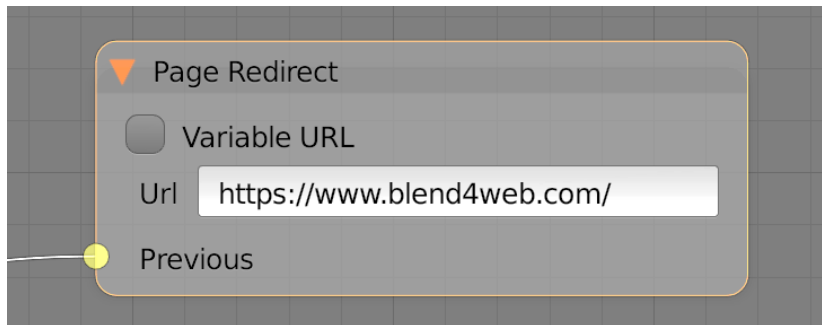 Page Redirect
Variable URL
Url https://www.blend4web.com/
Previous